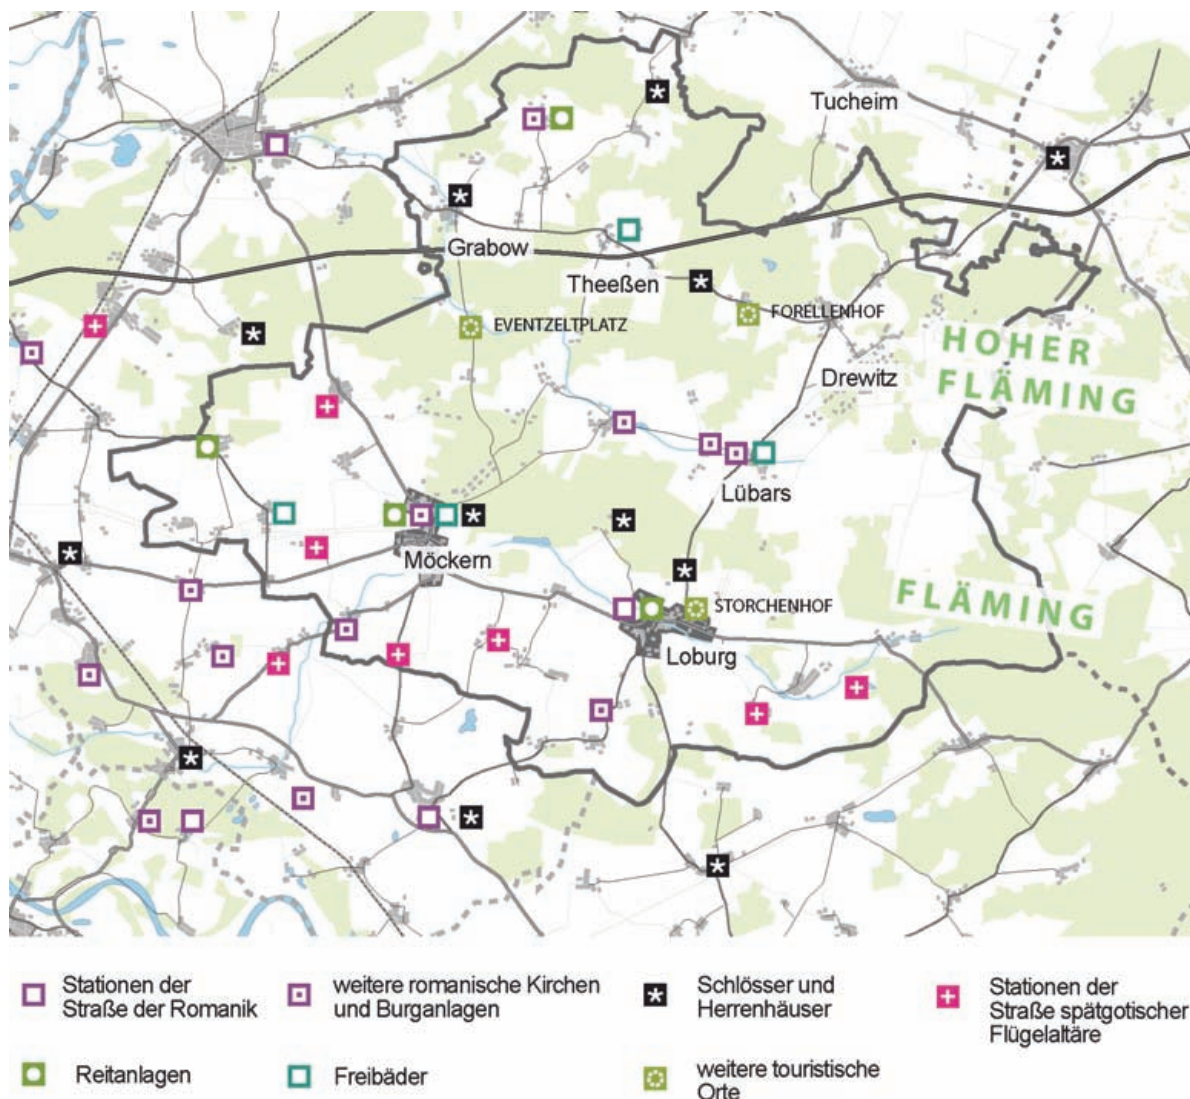 Tucheim
Grabow
Theeßen
EVENTZELTPLATZ
FORELLENHOF
HOHER
FLÄMING
Drewitz
Lübars
Möckern
FLÄMING
STORCHENHOF
Loburg
Stationen der
Straße der Romanik
weitere romanische Kirchen
und Burganlagen
Schlösser und
Herrenhäuser
Stationen der
Straße spätgotischer
Flügelaltäre
Reitanlagen
Freibäder
weitere touristische
Orte